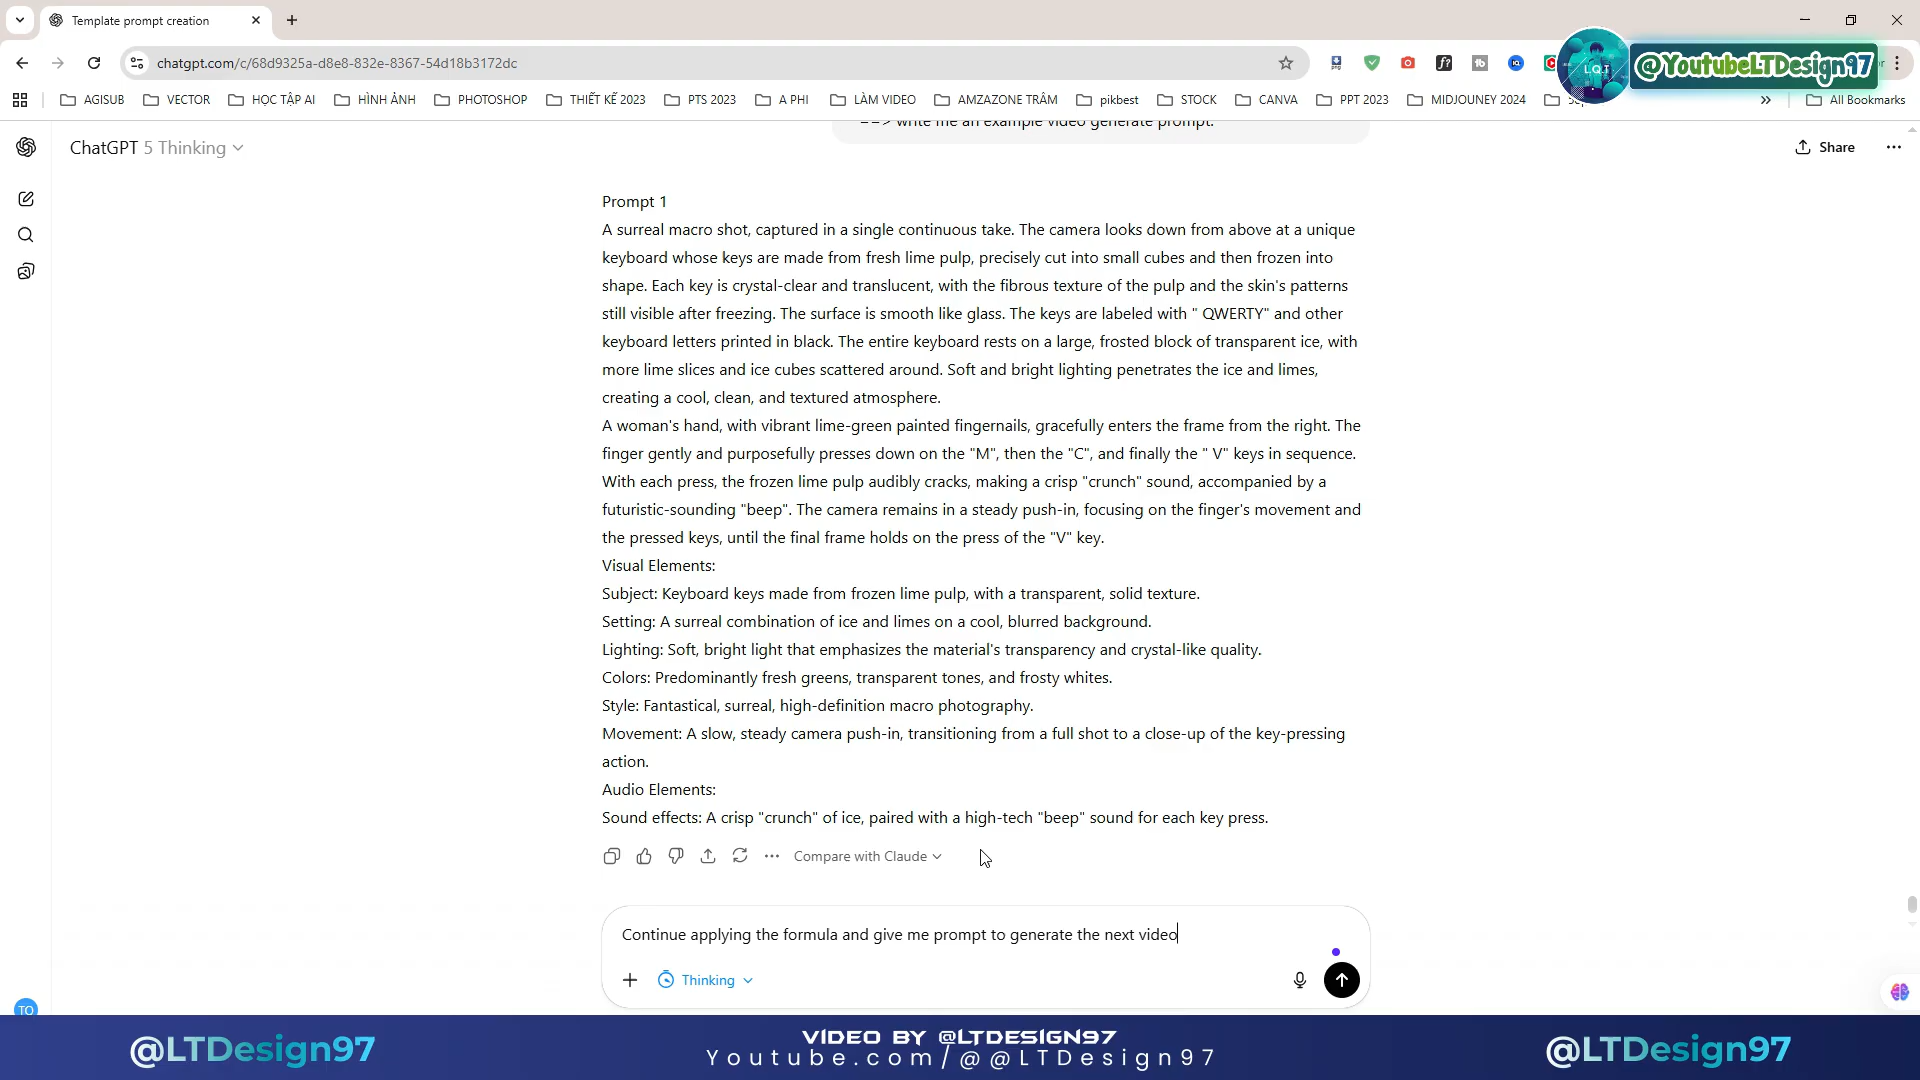 Template prompt creation
chatgpt.com/c/68d9325a-d8e8-832e-8367-54d18b3172dc
@YoutubeLTDesign97
AGISUB
VECTOR
HỌC TẬP AI
HÌNH ẢNH
PHOTOSHOP
THIẾT KẾ 2023
PTS 2023
A PHI
LÀM VIDEO
AMZAZONE TRÂM
pikbest
STOCK
CANVA
PPT 2023
MIDJOUNEY 2024
All Bookmarks
==> write me an example video generate prompt.
ChatGPT 5 Thinking
Share
Prompt 1
A surreal macro shot, captured in a single continuous take. The camera looks down from above at a unique
keyboard whose keys are made from fresh lime pulp, precisely cut into small cubes and then frozen into
shape. Each key is crystal-clear and translucent, with the fibrous texture of the pulp and the skin's patterns
still visible after freezing. The surface is smooth like glass. The keys are labeled with " QWERTY" and other
keyboard letters printed in black. The entire keyboard rests on a large, frosted block of transparent ice, with
more lime slices and ice cubes scattered around. Soft and bright lighting penetrates the ice and limes,
creating a cool, clean, and textured atmosphere.
A woman's hand, with vibrant lime-green painted fingernails, gracefully enters the frame from the right. The
finger gently and purposefully presses down on the "M", then the "C", and finally the " V" keys in sequence.
With each press, the frozen lime pulp audibly cracks, making a crisp "crunch" sound, accompanied by a
futuristic-sounding "beep". The camera remains in a steady push-in, focusing on the finger's movement and
the pressed keys, until the final frame holds on the press of the "V" key.
Visual Elements:
Subject: Keyboard keys made from frozen lime pulp, with a transparent, solid texture.
Setting: A surreal combination of ice and limes on a cool, blurred background.
Lighting: Soft, bright light that emphasizes the material's transparency and crystal-like quality.
Colors: Predominantly fresh greens, transparent tones, and frosty whites.
Style: Fantastical, surreal, high-definition macro photography.
Movement: A slow, steady camera push-in, transitioning from a full shot to a close-up of the key-pressing
action.
Audio Elements:
Sound effects: A crisp "crunch" of ice, paired with a high-tech "beep" sound for each key press.
Compare with Claude
Continue applying the formula and give me prompt to generate the next video
Thinking
TO
@LTDesign97
VIDEO BY @LTDESIGN97
Youtube.com/@@LTDesign97
@LTDesign97